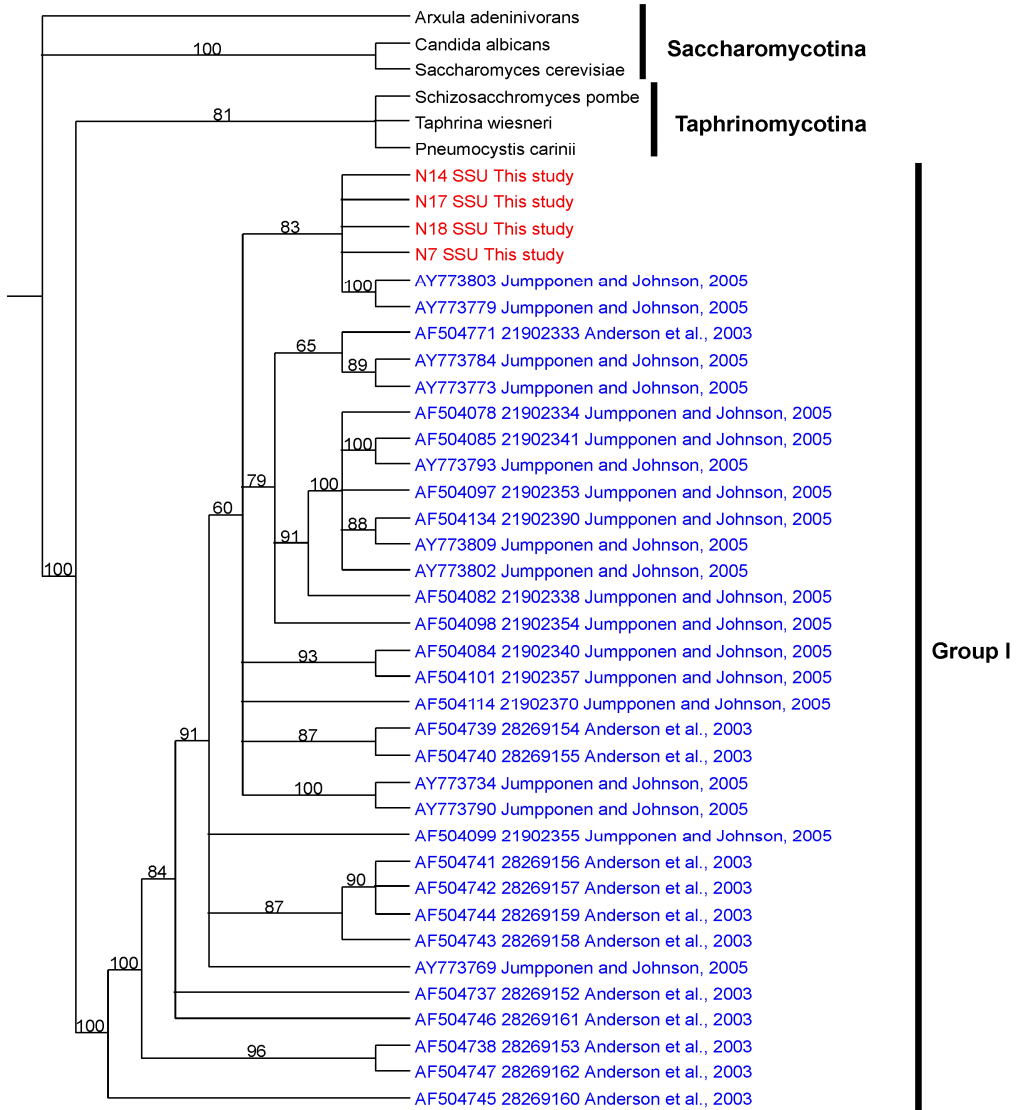 Arxula adeninivorans
100
Candida albicans
Saccharomyces cerevisiae
Saccharomycotina
81
Schizosacchromyces pombe
Taphrina wiesneri
Pneumocystis carinii
Taphrinomycotina
N14 SSU This study
N17 SSU This study
83
N18 SSU This study
N7 SSU This study
100
AY773803 Jumpponen and Johnson, 2005
AY773779 Jumpponen and Johnson, 2005
65
AF504771 21902333 Anderson et al., 2003
89
AY773784 Jumpponen and Johnson, 2005
AY773773 Jumpponen and Johnson, 2005
AF504078 21902334 Jumpponen and Johnson, 2005
100
AF504085 21902341 Jumpponen and Johnson, 2005
AY773793 Jumpponen and Johnson, 2005
79
100
AF504097 21902353 Jumpponen and Johnson, 2005
60
88
AF504134 21902390 Jumpponen and Johnson, 2005
91
AY773809 Jumpponen and Johnson, 2005
100
AY773802 Jumpponen and Johnson, 2005
AF504082 21902338 Jumpponen and Johnson, 2005
AF504098 21902354 Jumpponen and Johnson, 2005
93
AF504084 21902340 Jumpponen and Johnson, 2005
Group I
AF504101 21902357 Jumpponen and Johnson, 2005
AF504114 21902370 Jumpponen and Johnson, 2005
91
87
AF504739 28269154 Anderson et al., 2003
AF504740 28269155 Anderson et al., 2003
100
AY773734 Jumpponen and Johnson, 2005
AY773790 Jumpponen and Johnson, 2005
AF504099 21902355 Jumpponen and Johnson, 2005
84
90
AF504741 28269156 Anderson et al., 2003
AF504742 28269157 Anderson et al., 2003
87
AF504744 28269159 Anderson et al., 2003
AF504743 28269158 Anderson et al., 2003
100
AY773769 Jumpponen and Johnson, 2005
AF504737 28269152 Anderson et al., 2003
100
AF504746 28269161 Anderson et al., 2003
96
AF504738 28269153 Anderson et al., 2003
AF504747 28269162 Anderson et al., 2003
AF504745 28269160 Anderson et al., 2003